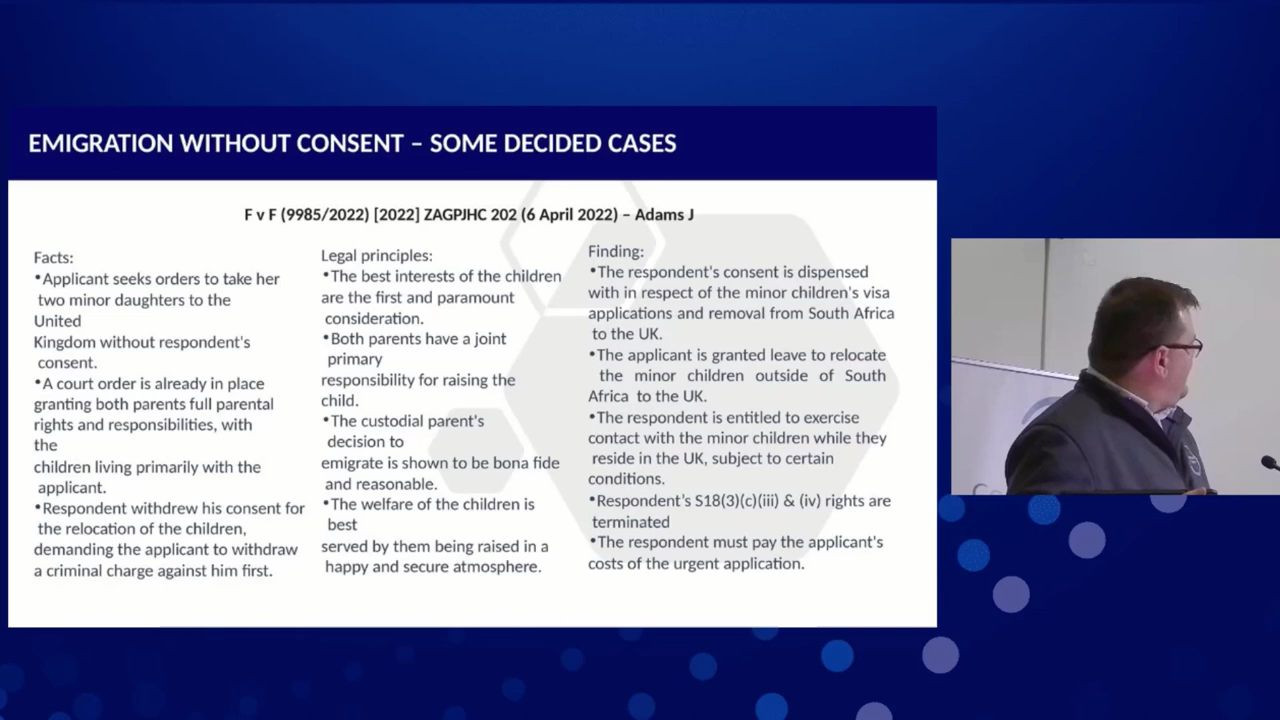 EMIGRATION WITHOUT CONSENT – SOME DECIDED CASES
F v F (9985/2022) [2022] ZAGPJHC 202 (6 April 2022) – Adams J
Facts:
•Applicant seeks orders to take her
two minor daughters to the
United
Kingdom without respondent's
consent.
•A court order is already in place
granting both parents full parental
rights and responsibilities, with
the
children living primarily with the
applicant.
•Respondent withdrew his consent for
the relocation of the children,
demanding the applicant to withdraw
a criminal charge against him first.
Legal principles:
•The best interests of the children
are the first and paramount
consideration.
•Both parents have a joint
primary
responsibility for raising the
child.
•The custodial parent's
decision to
emigrate is shown to be bona fide
and reasonable.
•The welfare of the children is
best
served by them being raised in a
happy and secure atmosphere.
Finding:
•The respondent's consent is dispensed
with in respect of the minor children's visa
applications and removal from South Africa
to the UK.
•The applicant is granted leave to relocate
the minor children outside of South
Africa to the UK.
•The respondent is entitled to exercise
contact with the minor children while they
reside in the UK, subject to certain
conditions.
•Respondent's S18(3)(c)(iii) & (iv) rights are
terminated
•The respondent must pay the applicant's
costs of the urgent application.